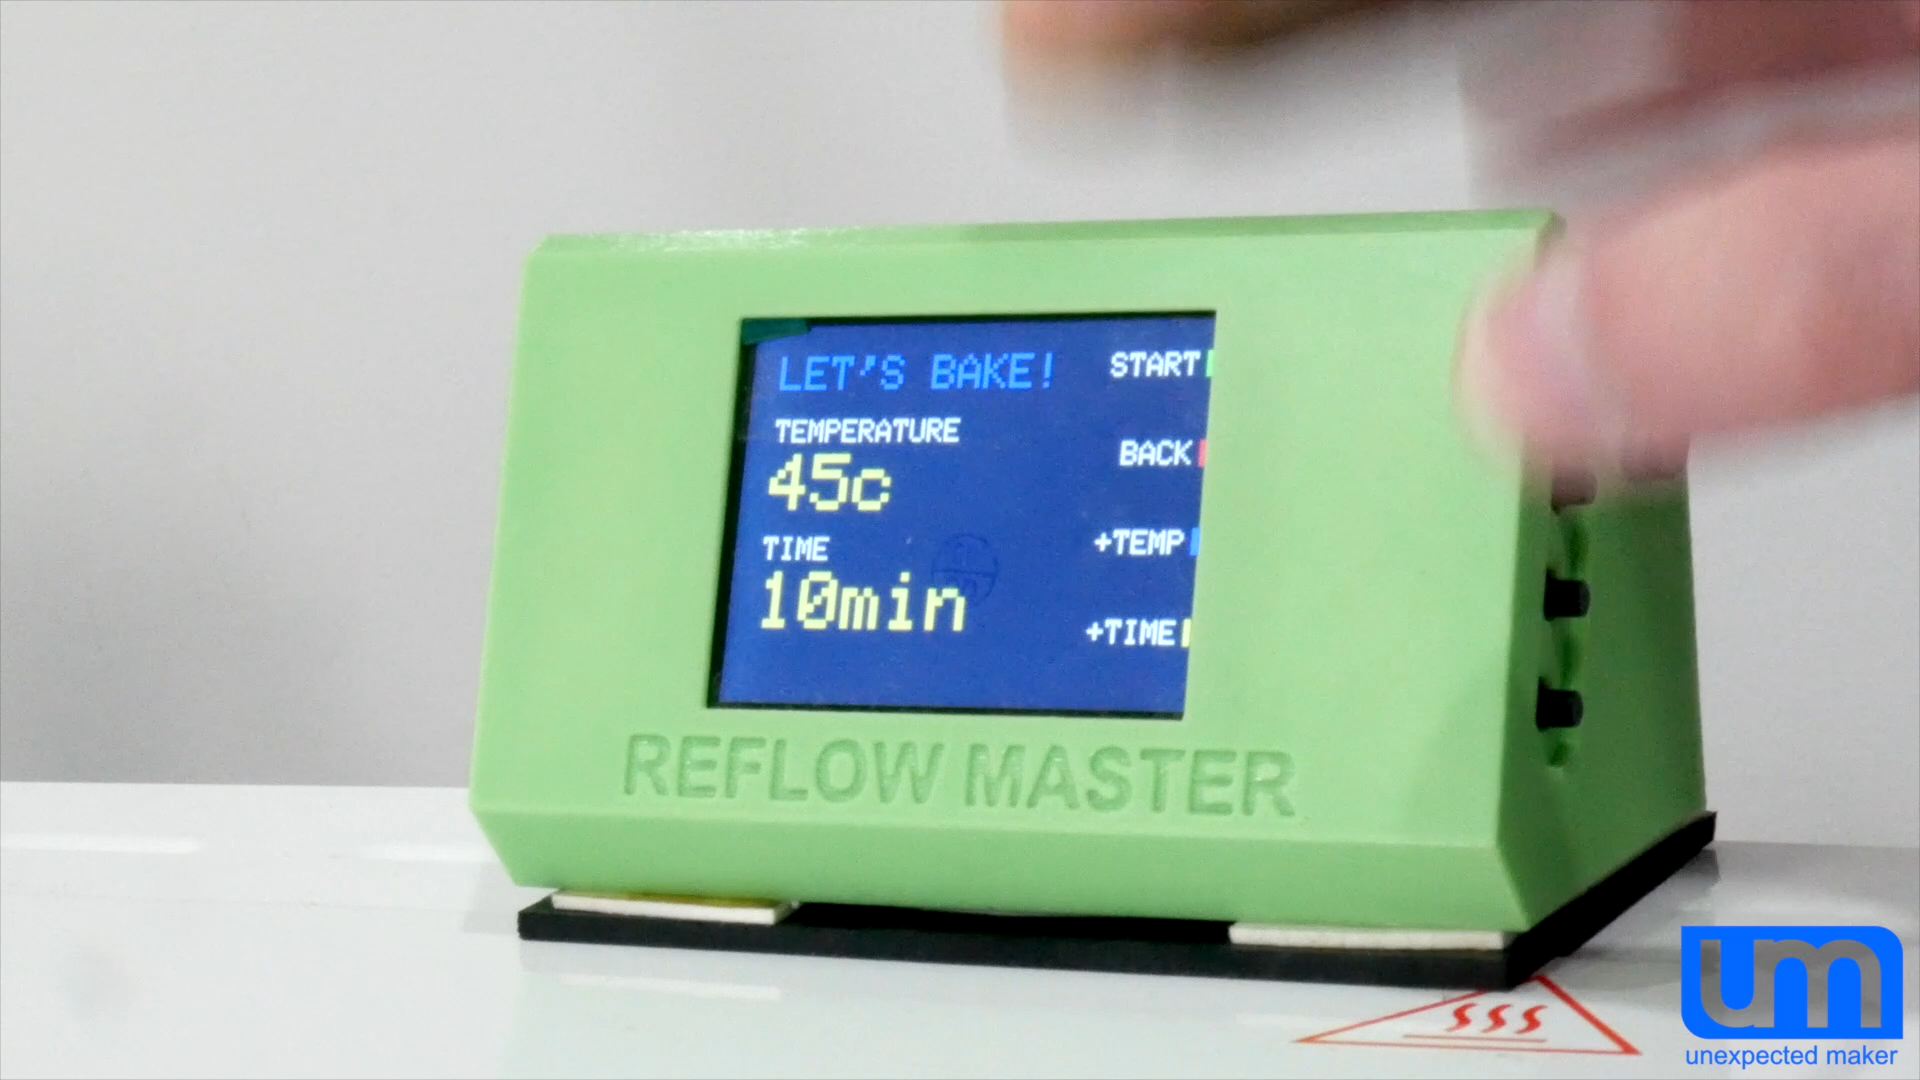 LET'S BAKE!
START
TEMPERATURE
BACK
45c
+TEMP
TIME
10min
+TIME
REFLOW MASTER
um
unexpected maker